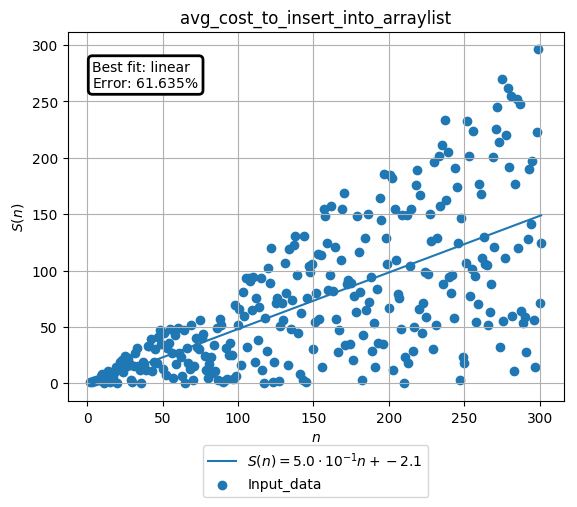 avg_cost_to_insert_into_arraylist
Best fit: linear
Error: 61.635%
300
250
200
150
100
50
0
S(n)
0 50 100 150 200 250 300
n
S(n) = 5.0 · 10⁻¹n + −2.1
Input_data